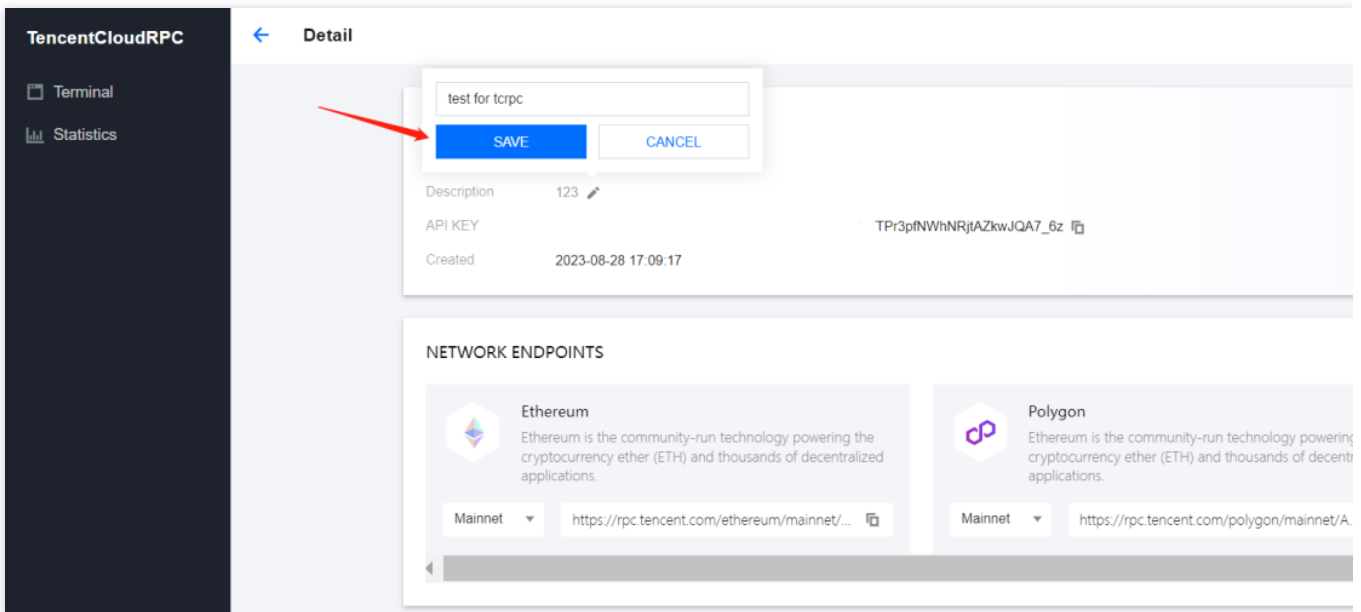 TencentCloudRPC
Terminal
Statistics
Detail
test for tcrpc
SAVE CANCEL
Description 123
API KEY TPr3pfNWhNRjtAZkwJQA7_6z
Created 2023-08-28 17:09:17
NETWORK ENDPOINTS
Ethereum
Ethereum is the community-run technology powering the
cryptocurrency ether (ETH) and thousands of decentralized
applications.
Mainnet https://rpc.tencent.com/ethereum/mainnet/...
Polygon
Ethereum is the community-run technology powering
cryptocurrency ether (ETH) and thousands of decentr
applications.
Mainnet https://rpc.tencent.com/polygon/mainnet/A.